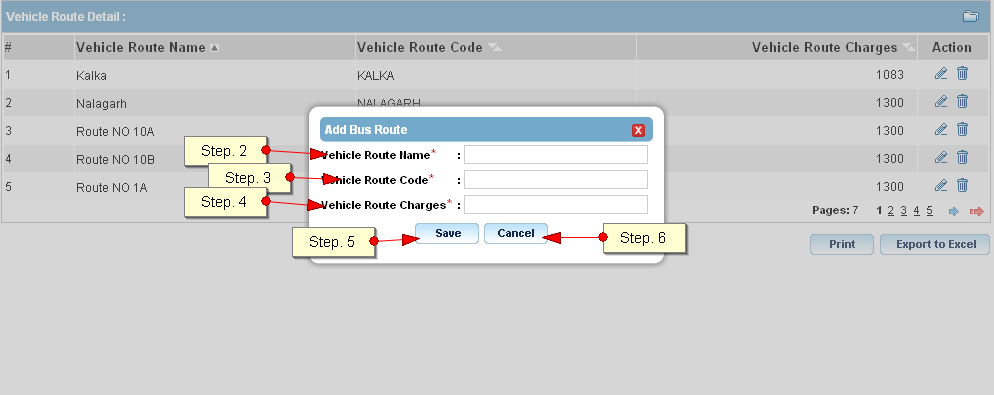 Vehicle Route Detail :
# Vehicle Route Name Vehicle Route Code Vehicle Route Charges Action
1 Kalka KALKA 1083
2 Nalagarh NALAGARH 1300
Add Bus Route X
3 Route NO 10A 1300
Step. 2 Vehicle Route Name* :
4 Route NO 10B 1300
Step. 3 Vehicle Route Code* :
5 Route NO 1A 1300
Step. 4 Vehicle Route Charges* :
Pages: 7 1 2 3 4 5
Step. 5 Save Cancel Step. 6
Print Export to Excel